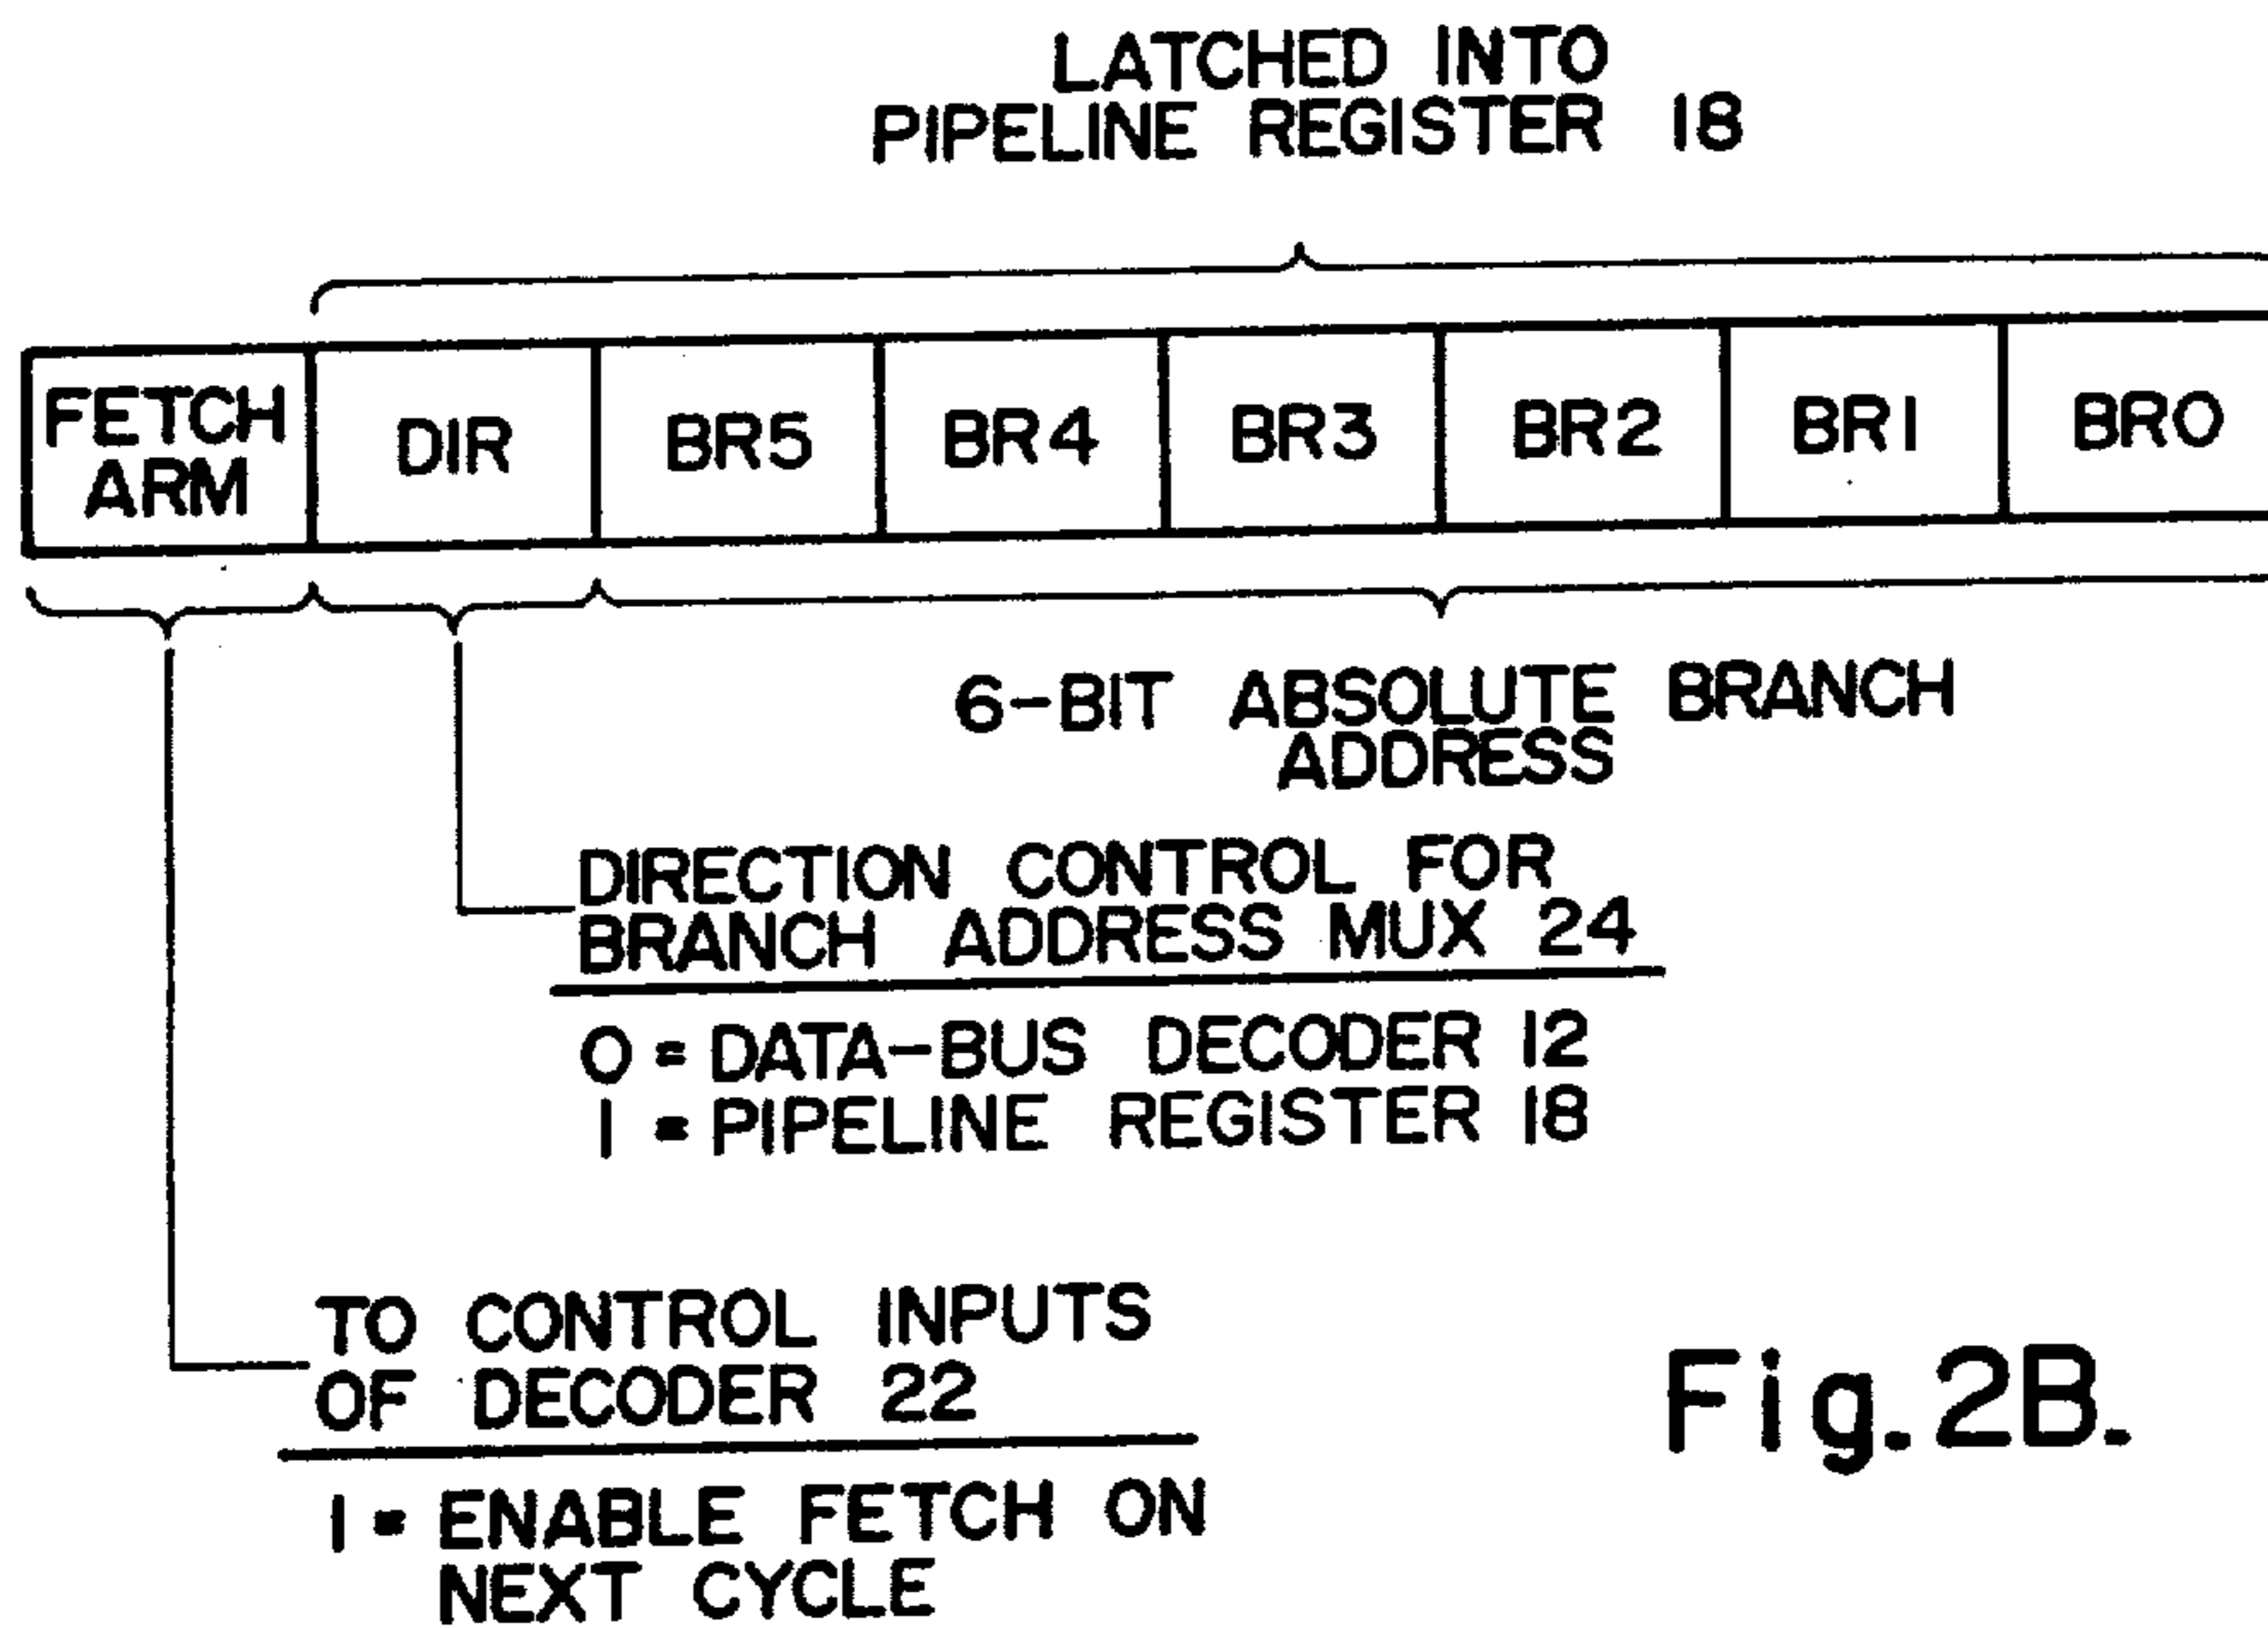 LATCHED INTO
PIPELINE REGISTER 18
FETCH
ARM
DIR
BR5
BR4
BR3
BR2
BR1
BR0
6-BIT ABSOLUTE BRANCH
ADDRESS
DIRECTION CONTROL FOR
BRANCH ADDRESS MUX 24
0 = DATA-BUS DECODER 12
1 = PIPELINE REGISTER 18
TO CONTROL INPUTS
OF DECODER 22
1 = ENABLE FETCH ON
NEXT CYCLE
Fig. 2B.